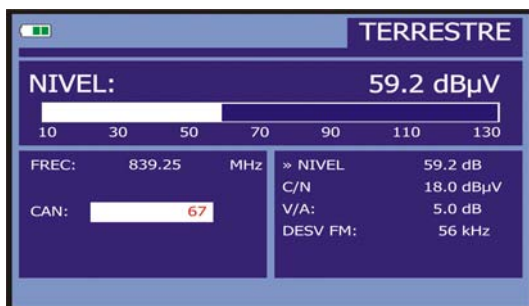 TERRESTRE
NIVEL: 59.2 dBµV
10 30 50 70 90 110 130
FREC: 839.25 MHz
CAN: 67
» NIVEL 59.2 dB
C/N 18.0 dBµV
V/A: 5.0 dB
DESV FM: 56 kHz